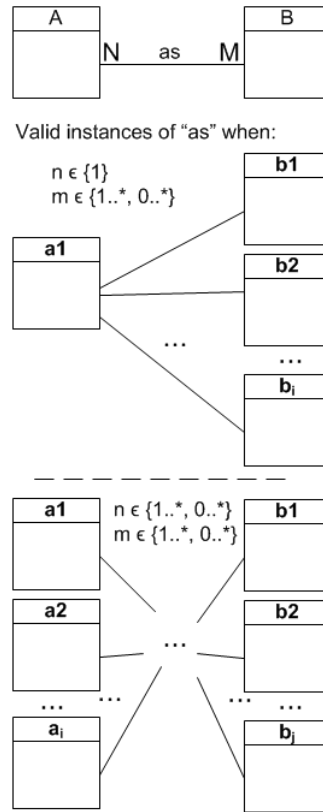 A B
N as M
Valid instances of "as" when:
n ϵ {1}
m ϵ {1..*, 0..*}
b1
a1
b2
...
...
bᵢ
a1 n ϵ {1..*, 0..*} b1
m ϵ {1..*, 0..*}
a2 b2
...
... ... ... ...
aᵢ bⱼ